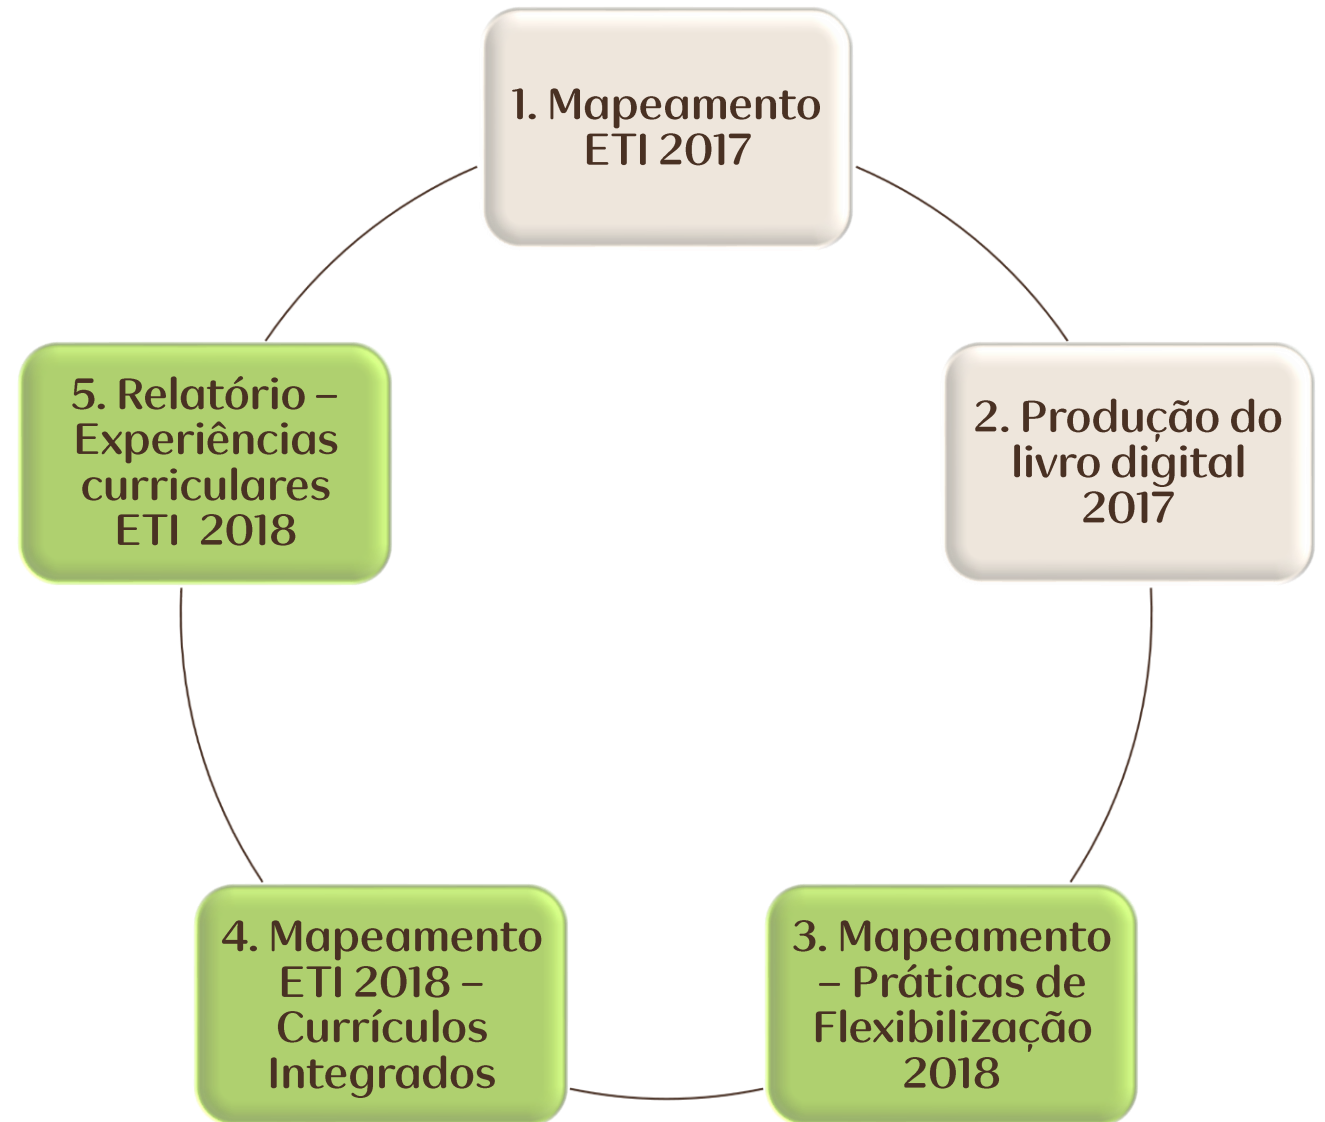 1. Mapeamento
ETI 2017
2. Produção do
livro digital
2017
3. Mapeamento
– Práticas de
Flexibilização
2018
4. Mapeamento
ETI 2018 –
Currículos
Integrados
5. Relatório –
Experiências
curriculares
ETI 2018